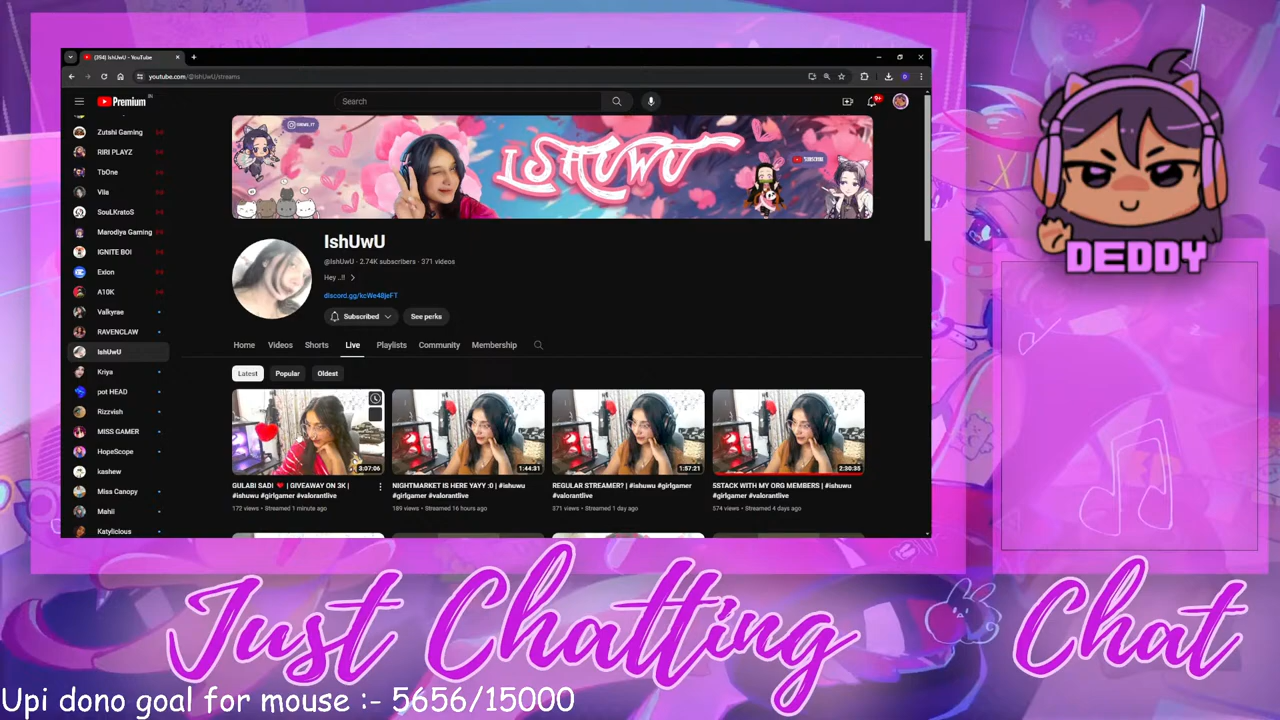 (394) IshUwU - YouTube
youtube.com/@IshUwU/streams
Premium IN
Search
9+
Zutshi Gaming
RIRI PLAYZ
TbOne
Vlla
SouLKratoS
Marodiya Gaming
IGNITE BOI
Exion
A10K
Valkyrae
RAVENCLAW
IshUwU
Kriya
pot HEAD
Rizzvish
MISS GAMER
HopeScope
kashew
Miss Canopy
Mahii
Katylicious
ISHUWU
SUBSCRIBE
IshUwU
@IshUwU · 2.74K subscribers · 371 videos
Hey ..!!
discord.gg/kcWe48jeFT
Subscribed
See perks
Home Videos Shorts Live Playlists Community Membership
Latest Popular Oldest
3:07:06
1:44:31
1:57:21
2:30:35
GULABI SADI ❤️ | GIVEAWAY ON 3K |
#ishuwu #girlgamer #valorantlive
172 views • Streamed 1 minute ago
NIGHTMARKET IS HERE YAYY :0 | #ishuwu
#girlgamer #valorantlive
189 views • Streamed 16 hours ago
REGULAR STREAMER? | #ishuwu #girlgamer
#valorantlive
371 views • Streamed 1 day ago
5STACK WITH MY ORG MEMBERS | #ishuwu
#girlgamer #valorantlive
574 views • Streamed 4 days ago
DEDDY
Just Chatting
Chat
Upi dono goal for mouse :- 5656/15000